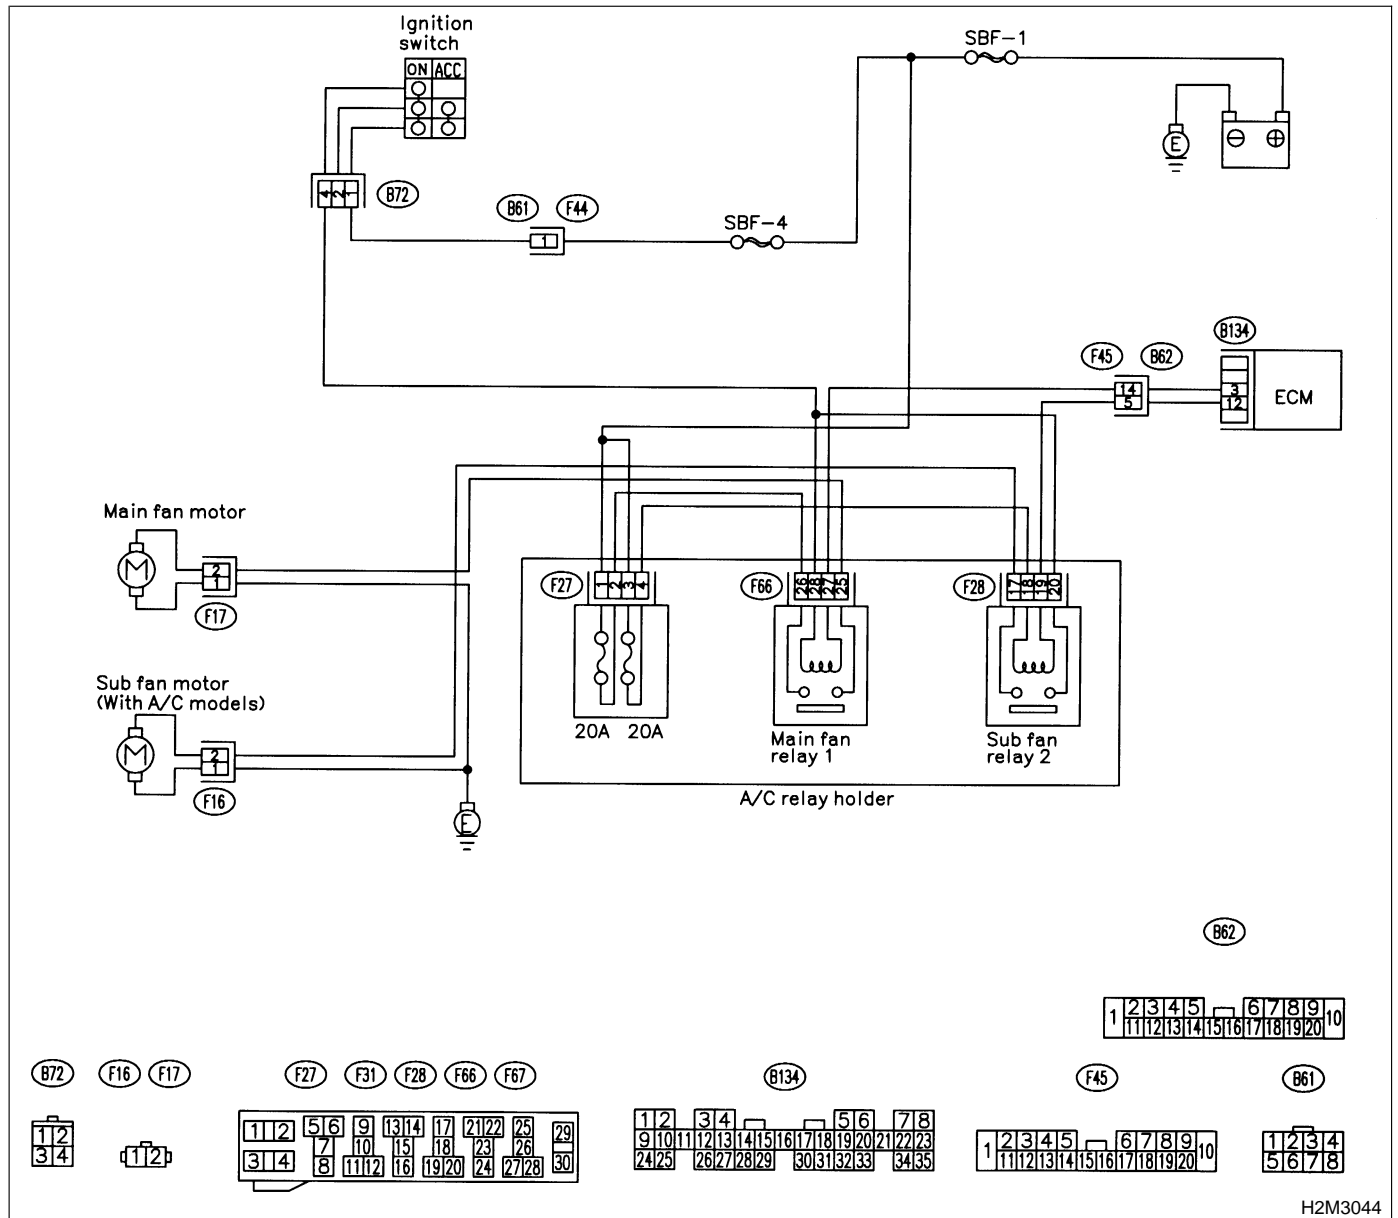 Ignition
switch
ON ACC
SBF-1
E
⊖ ⊕
4 2 1
B72
B61 F44
1
SBF-4
B134
F45 B62
14
5
3
12
ECM
Main fan motor
M
2
1
F17
F27
1 2 3 4
F66
26 28 27 25
F28
17 18 19 20
20A 20A
Main fan
relay 1
Sub fan
relay 2
A/C relay holder
Sub fan motor
(With A/C models)
M
2
1
F16
E
B62
1 2 3 4 5 6 7 8 9 10
11 12 13 14 15 16 17 18 19 20
B72
1 2
3 4
F16 F17
1 2
F27 F31 F28 F66 F67
1 2 5 6 9 13 14 17 21 22 25 29
7 10 15 18 23 26
3 4 8 11 12 16 19 20 24 27 28 30
B134
1 2 3 4 5 6 7 8
9 10 11 12 13 14 15 16 17 18 19 20 21 22 23
24 25 26 27 28 29 30 31 32 33 34 35
F45
1 2 3 4 5 6 7 8 9 10
11 12 13 14 15 16 17 18 19 20
B61
1 2 3 4
5 6 7 8
H2M3044